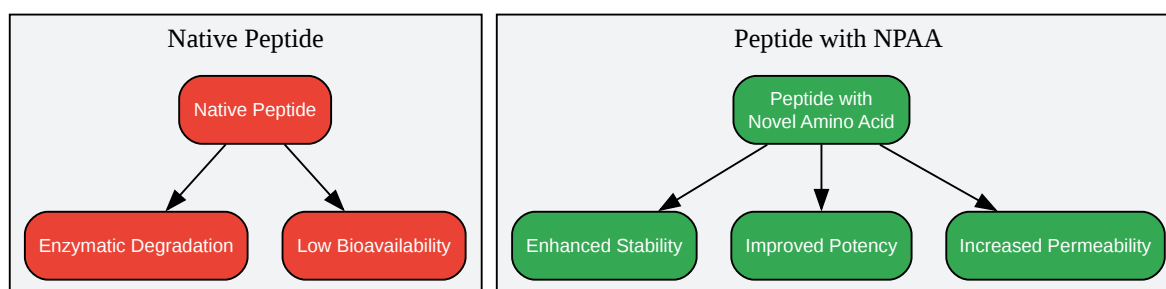 Native Peptide
Native Peptide
Enzymatic Degradation
Low Bioavailability
Peptide with NPAA
Peptide with
Novel Amino Acid
Enhanced Stability
Improved Potency
Increased Permeability